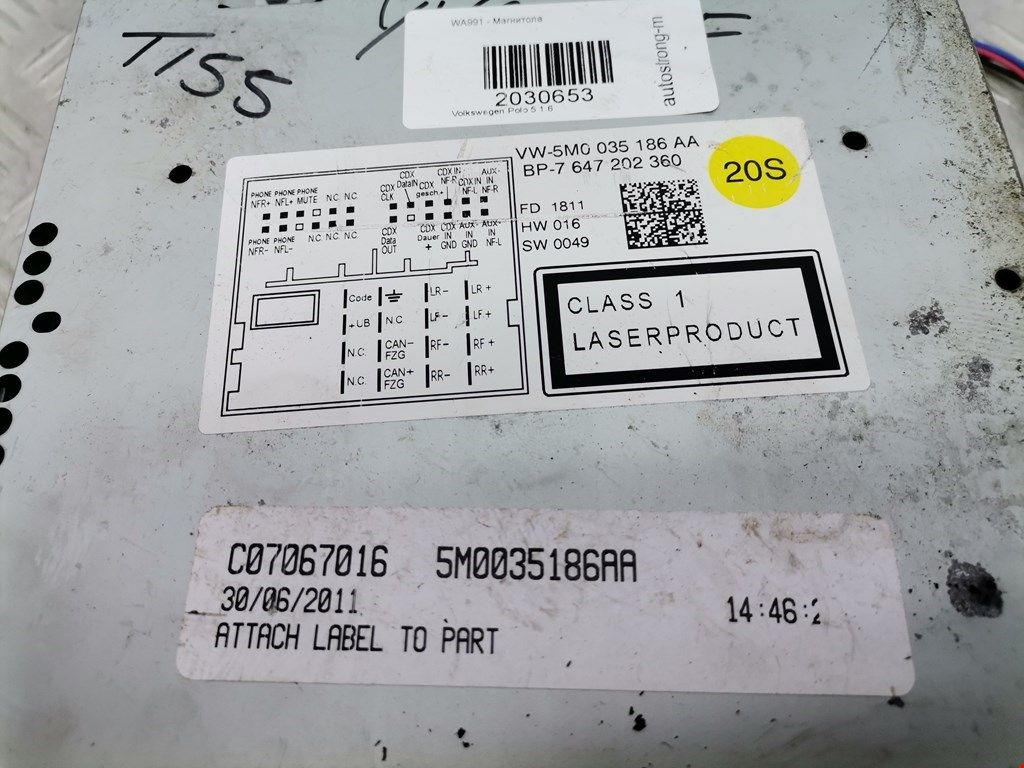 WA991 - Магнитола
2030653
Volkswagen Polo 5 1.6
autostrong-m
TISS
VW-5M0 035 186 AA
BP-7 647 202 360
20S
FD 1811
HW 016
SW 0049
PHONE PHONE PHONE
NFR+ NFL+ MUTE N.C. N.C.
PHONE PHONE
NFR- NFL- N.C. N.C. N.C.
CDX CLK
CDX DataIN
CDX gesch.+
CDX IN NF-R
CDX IN NF-L
AUX- IN NF-R
CDX Data OUT
CDX Dauer +
CDX IN GND
AUX- IN GND
AUX+ IN NF-L
Code LR- LR+
+UB N.C. LF- LF+
N.C. CAN- FZG RF- RF+
N.C. CAN+ FZG RR- RR+
CLASS 1
LASERPRODUCT
C07067016 5M0035186AA
30/06/2011 14:46:2
ATTACH LABEL TO PART